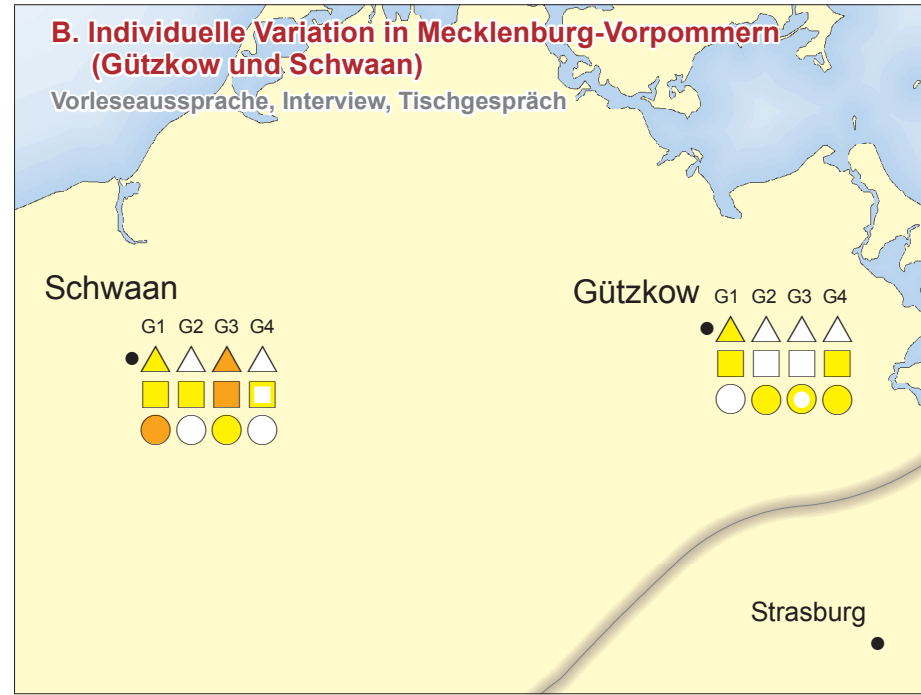 B. Individuelle Variation in Mecklenburg-Vorpommern
(Gützkow und Schwaan)
Vorleseaussprache, Interview, Tischgespräch
Schwaan
G1 G2 G3 G4
Gützkow
G1 G2 G3 G4
Strasburg